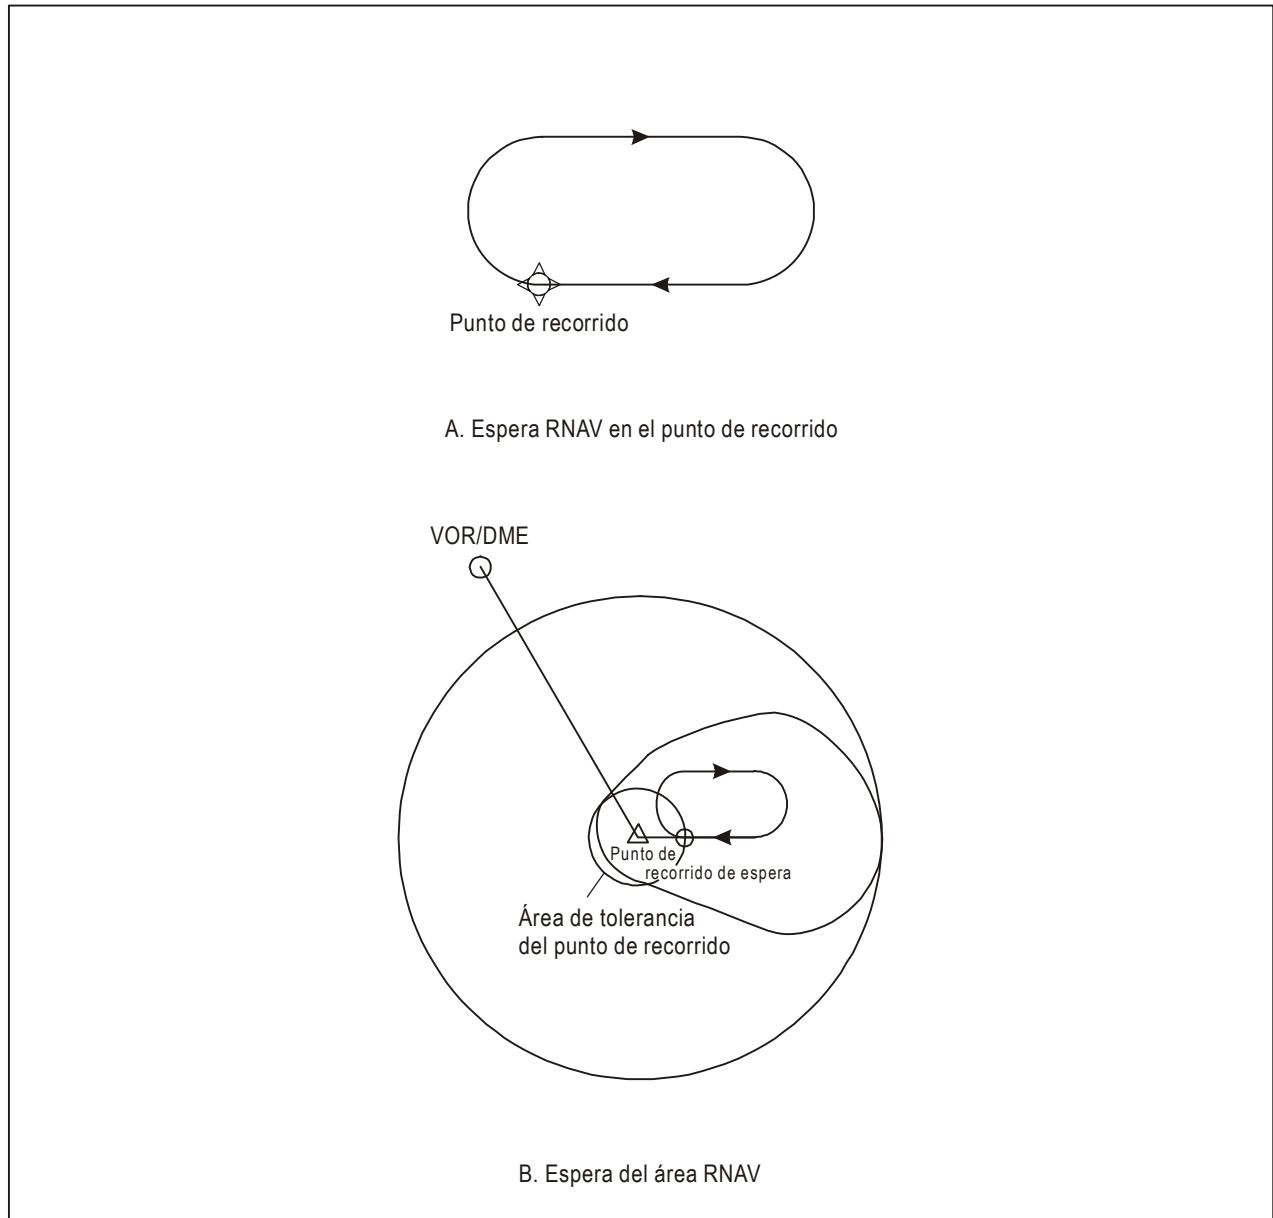 Punto de recorrido
A. Espera RNAV en el punto de recorrido
VOR/DME
Punto de
recorrido de espera
Área de tolerancia
del punto de recorrido
B. Espera del área RNAV